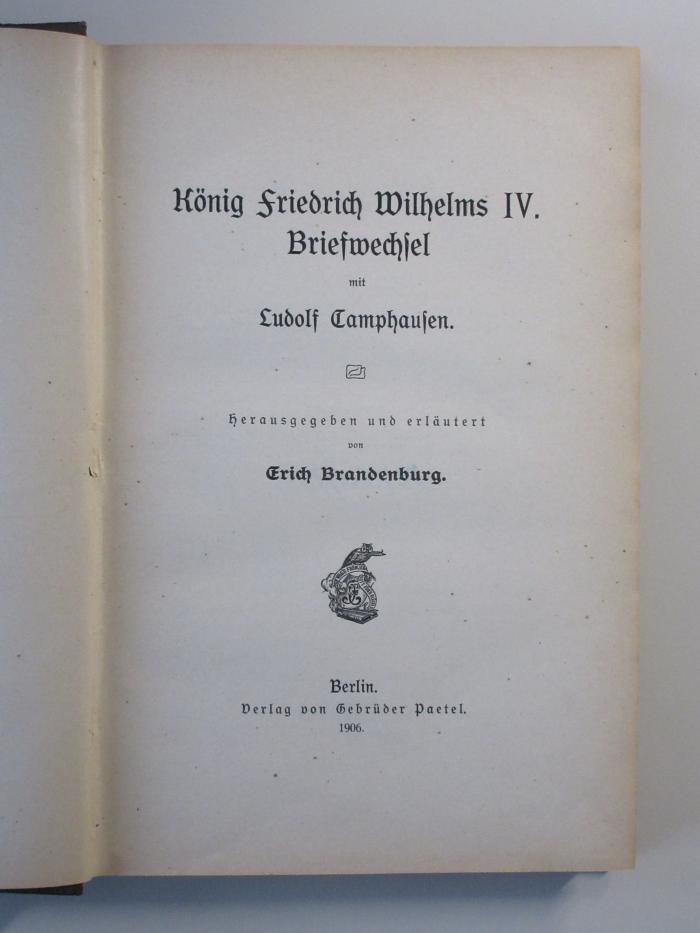 König Friedrich Wilhelms IV.
Briefwechſel
mit
Ludolf Camphauſen.
Herausgegeben und erläutert
von
Erich Brandenburg.
Berlin.
Verlag von Gebrüder Paetel.
1906.